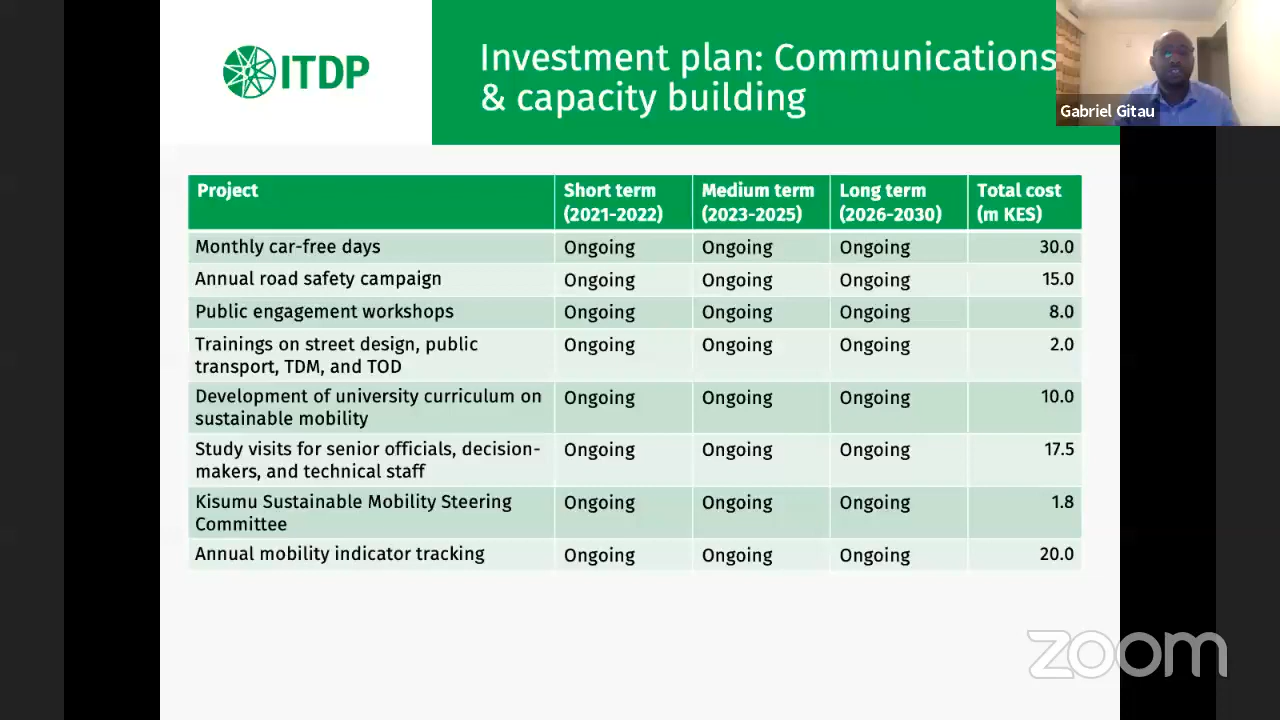 ITDP
Investment plan: Communications
& capacity building
Gabriel Gitau
Project
Short term
(2021-2022)
Medium term
(2023-2025)
Long term
(2026-2030)
Total cost
(m KES)
Monthly car-free days
Ongoing
Ongoing
Ongoing
30.0
Annual road safety campaign
Ongoing
Ongoing
Ongoing
15.0
Public engagement workshops
Ongoing
Ongoing
Ongoing
8.0
Trainings on street design, public
transport, TDM, and TOD
Ongoing
Ongoing
Ongoing
2.0
Development of university curriculum on
sustainable mobility
Ongoing
Ongoing
Ongoing
10.0
Study visits for senior officials, decision-
makers, and technical staff
Ongoing
Ongoing
Ongoing
17.5
Kisumu Sustainable Mobility Steering
Committee
Ongoing
Ongoing
Ongoing
1.8
Annual mobility indicator tracking
Ongoing
Ongoing
Ongoing
20.0
zoom